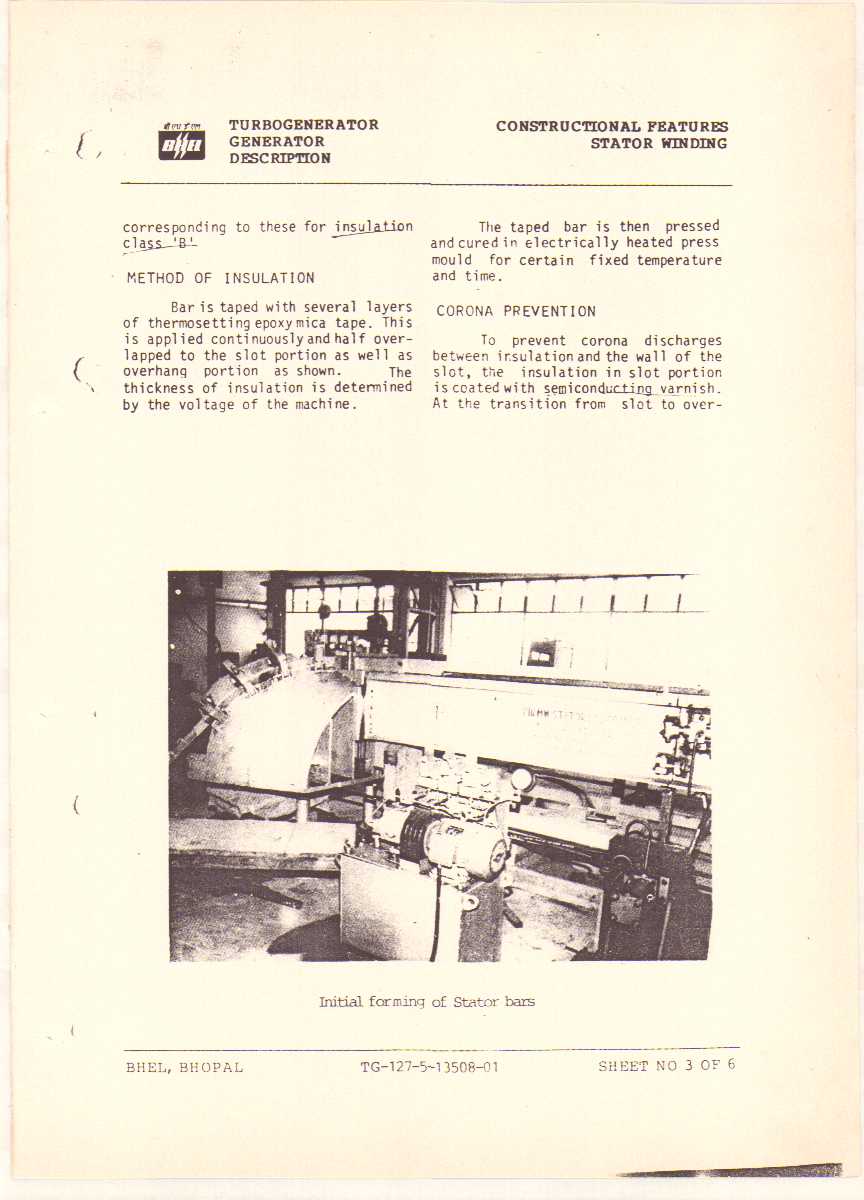 बीएचईएल
BHEL
TURBOGENERATOR
GENERATOR
DESCRIPTION
CONSTRUCTIONAL FEATURES
STATOR WINDING
corresponding to these for insulation
class 'B'
METHOD OF INSULATION
Bar is taped with several layers
of thermosetting epoxy mica tape. This
is applied continuously and half over-
lapped to the slot portion as well as
overhang portion as shown. The
thickness of insulation is determined
by the voltage of the machine.
The taped bar is then pressed
and cured in electrically heated press
mould for certain fixed temperature
and time.
CORONA PREVENTION
To prevent corona discharges
between insulation and the wall of the
slot, the insulation in slot portion
is coated with semiconducting varnish.
At the transition from slot to over-
Initial forming of Stator bars
BHEL, BHOPAL
TG-127-5-13508-01
SHEET NO 3 OF 6